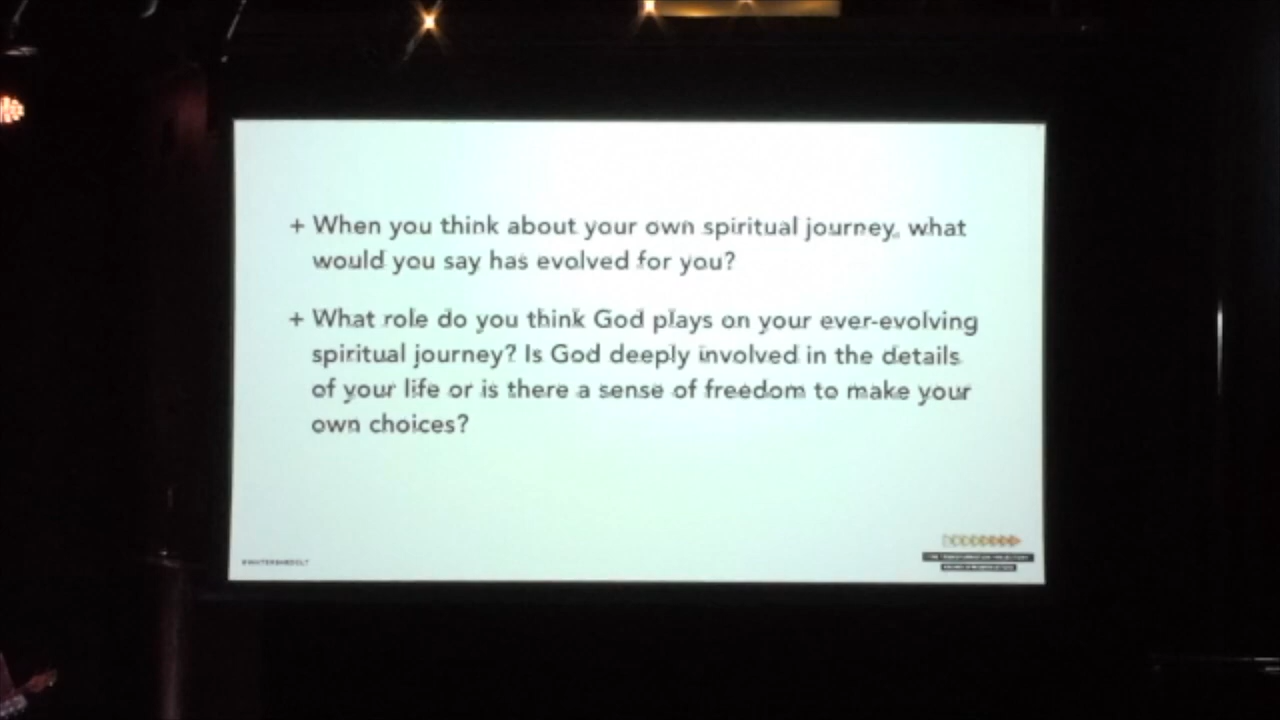 + When you think about your own spiritual journey, what
would you say has evolved for you?
+ What role do you think God plays on your ever-evolving
spiritual journey? Is God deeply involved in the details
of your life or is there a sense of freedom to make your
own choices?
#WATERSHEDCLT